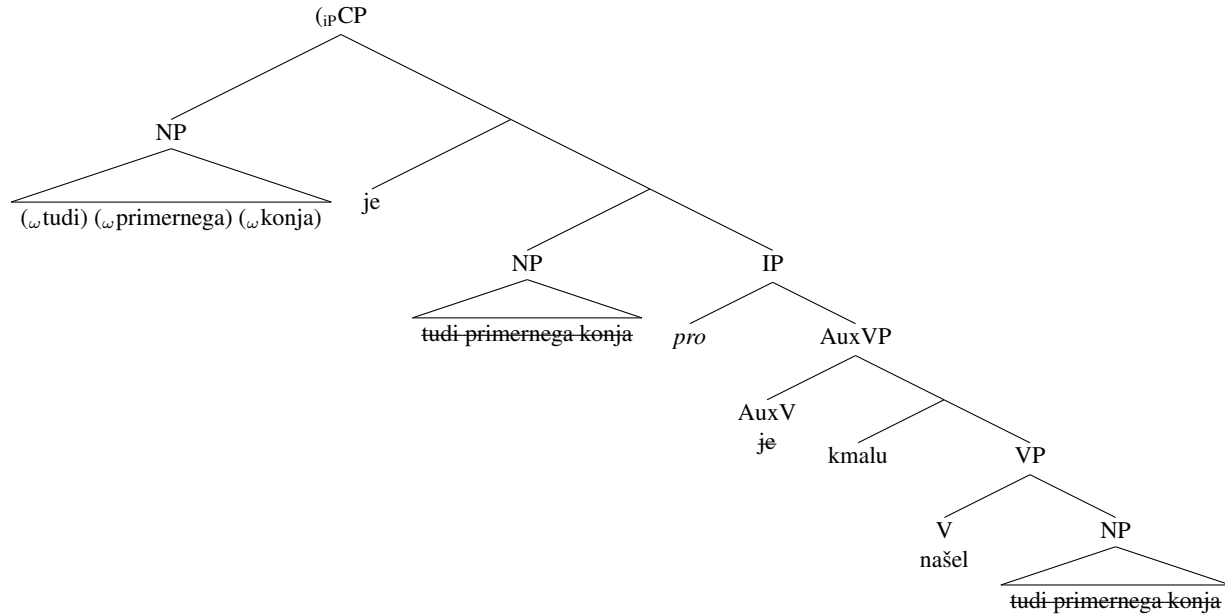 (iPCP
NP
(ωtudi) (ωprimernega) (ωkonja)
je
NP
IP
tudi primernega konja
pro
AuxVP
AuxV
je
kmalu
VP
V
NP
našel
tudi primernega konja